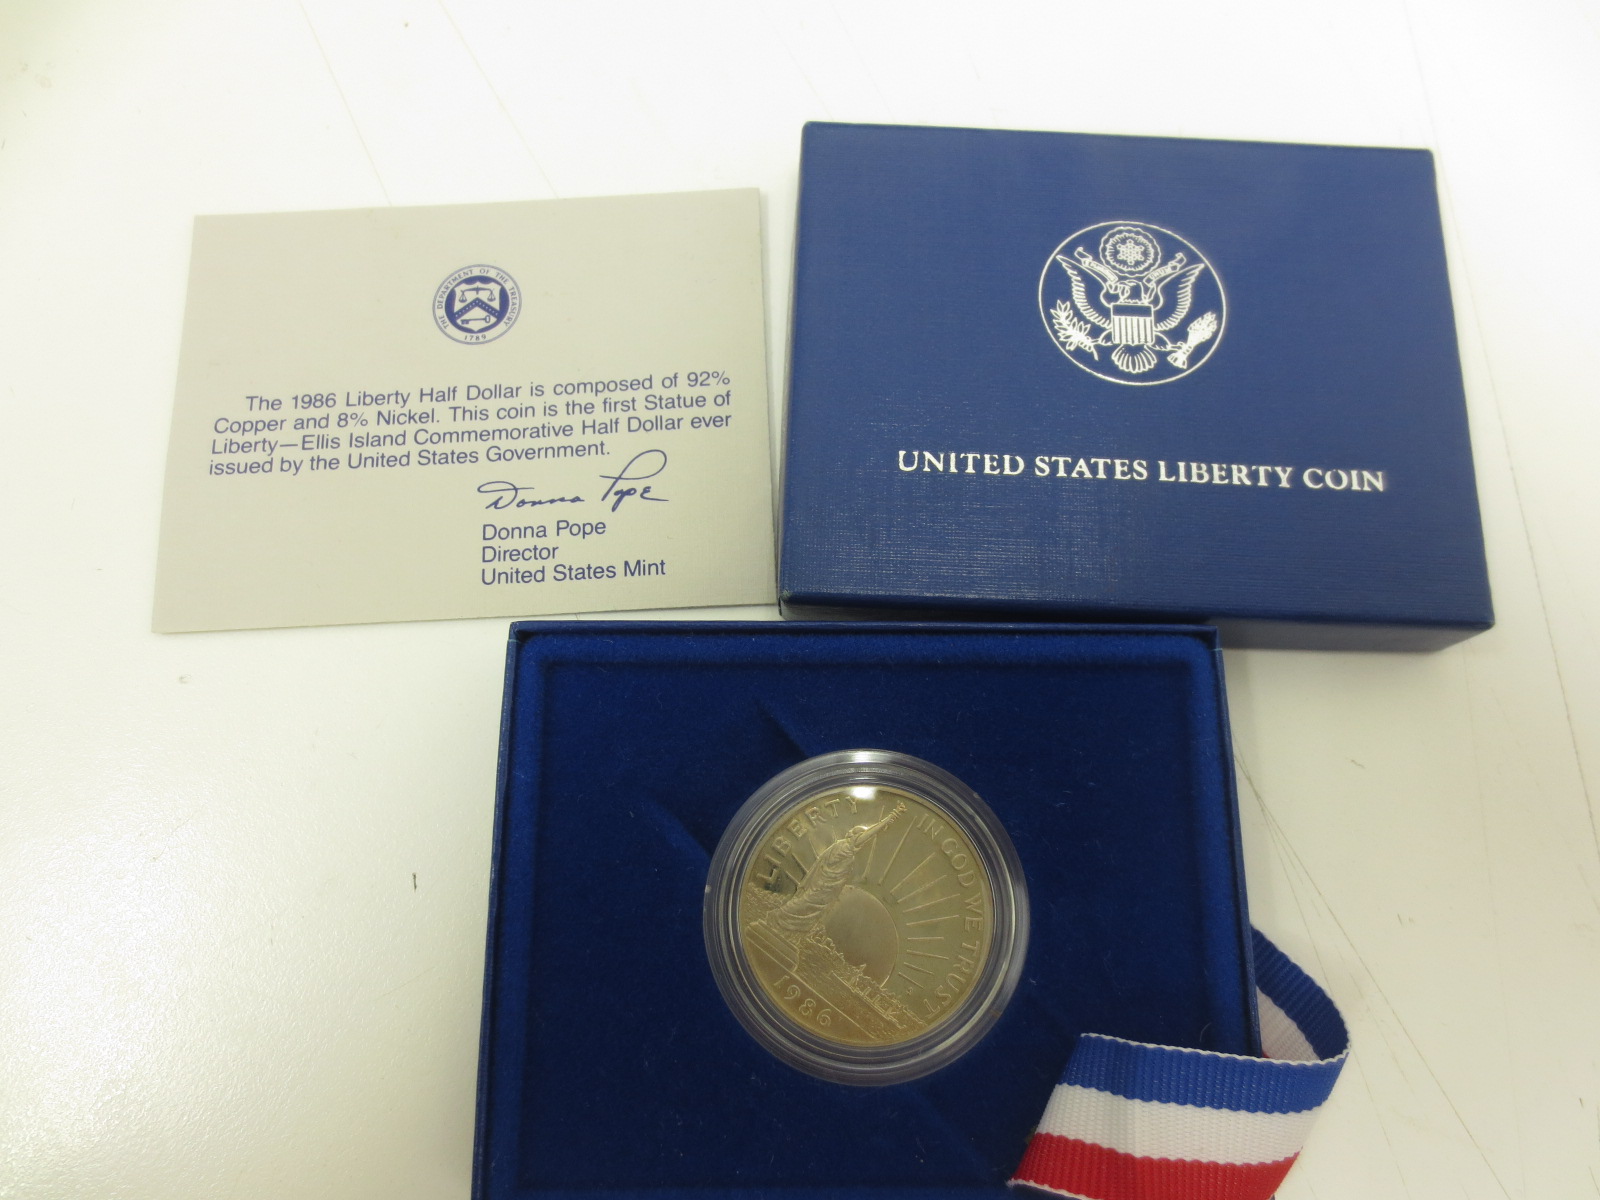 THE DEPARTMENT OF THE TREASURY
1789
The 1986 Liberty Half Dollar is composed of 92%
Copper and 8% Nickel. This coin is the first Statue of
Liberty—Ellis Island Commemorative Half Dollar ever
issued by the United States Government.
Donna Pope
Donna Pope
Director
United States Mint
UNITED STATES LIBERTY COIN
LIBERTY
IN GOD WE TRUST
1986